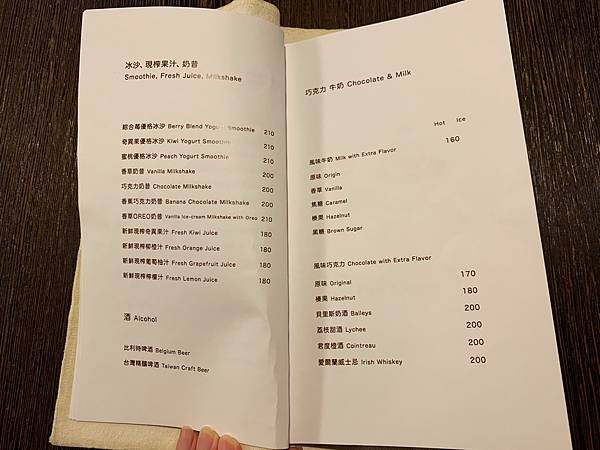 冰沙、現榨果汁、奶昔
Smoothie, Fresh Juice, Milkshake
綜合莓優格冰沙 Berry Blend Yogurt Smoothie 210
奇異果優格冰沙 Kiwi Yogurt Smoothie 210
蜜桃優格冰沙 Peach Yogurt Smoothie 210
香草奶昔 Vanilla Milkshake 200
巧克力奶昔 Chocolate Milkshake 200
香蕉巧克力奶昔 Banana Chocolate Milkshake 200
香草OREO奶昔 Vanilla Ice-cream Milkshake with Oreo 210
新鮮現榨奇異果汁 Fresh Kiwi Juice 180
新鮮現榨柳橙汁 Fresh Orange Juice 180
新鮮現榨葡萄柚汁 Fresh Grapefruit Juice 180
新鮮現榨檸檬汁 Fresh Lemon Juice 180
酒 Alcohol
比利時啤酒 Belgium Beer
台灣精釀啤酒 Taiwan Craft Beer
巧克力 牛奶 Chocolate & Milk
Hot Ice
風味牛奶 Milk with Extra Flavor 160
原味 Origin
香草 Vanilla
焦糖 Caramel
榛果 Hazelnut
黑糖 Brown Sugar
風味巧克力 Chocolate with Extra Flavor
原味 Original 170
榛果 Hazelnut 180
貝里斯奶酒 Baileys 200
荔枝甜酒 Lychee 200
君度橙酒 Cointreau 200
愛爾蘭威士忌 Irish Whiskey 200